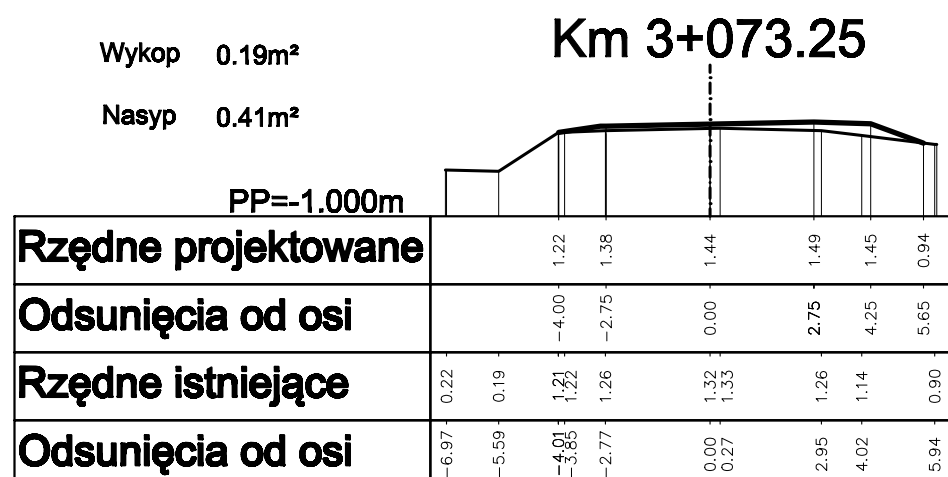 Km 3+073.25
Wykop 0.19m²
Nasyp 0.41m²
PP=-1.000m
Rzędne projektowane 1.22 1.38 1.44 1.49 1.45 0.94
Odsunięcia od osi -4.00 -2.75 0.00 2.75 4.25 5.65
Rzędne istniejące 0.22 0.19 1.21 1.22 1.26 1.32 1.33 1.26 1.14 0.90
Odsunięcia od osi -6.97 -5.59 -4.01 -3.85 -2.77 0.00 0.27 2.95 4.02 5.94